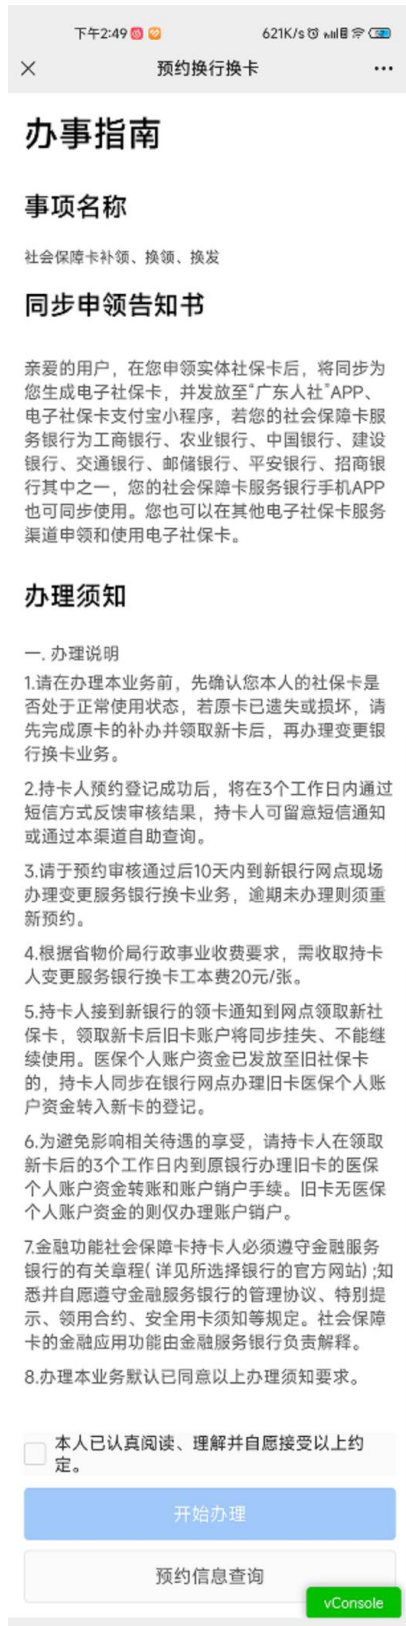 下午2:49
621K/s
预约换行换卡
办事指南
事项名称
社会保障卡补领、换领、换发
同步申领告知书
亲爱的用户，在您申领实体社保卡后，将同步为
您生成电子社保卡，并发放至“广东人社”APP、
电子社保卡支付宝小程序，若您的社会保障卡服
务银行为工商银行、农业银行、中国银行、建设
银行、交通银行、邮储银行、平安银行、招商银
行其中之一，您的社会保障卡服务银行手机APP
也可同步使用。您也可以在其他电子社保卡服务
渠道申领和使用电子社保卡。
办理须知
一. 办理说明
1.请在办理本业务前，先确认您本人的社保卡是
否处于正常使用状态，若原卡已遗失或损坏，请
先完成原卡的补办并领取新卡后，再办理变更银
行换卡业务。
2.持卡人预约登记成功后，将在3个工作日内通过
短信方式反馈审核结果，持卡人可留意短信通知
或通过本渠道自助查询。
3.请于预约审核通过后10天内到新银行网点现场
办理变更服务银行换卡业务，逾期未办理则须重
新预约。
4.根据省物价局行政事业收费要求，需收取持卡
人变更服务银行换卡工本费20元/张。
5.持卡人接到新银行的领卡通知到网点领取新社
保卡，领取新卡后旧卡账户将同步挂失、不能继
续使用。医保个人账户资金已发放至旧社保卡
的，持卡人同步在银行网点办理旧卡医保个人账
户资金转入新卡的登记。
6.为避免影响相关待遇的享受，请持卡人在领取
新卡后的3个工作日内到原银行办理旧卡的医保
个人账户资金转账和账户销户手续。旧卡无医保
个人账户资金的则仅办理账户销户。
7.金融功能社会保障卡持卡人必须遵守金融服务
银行的有关章程(详见所选择银行的官方网站);知
悉并自愿遵守金融服务银行的管理协议、特别提
示、领用合约、安全用卡须知等规定。社会保障
卡的金融应用功能由金融服务银行负责解释。
8.办理本业务默认已同意以上办理须知要求。
本人已认真阅读、理解并自愿接受以上约
定。
开始办理
预约信息查询
vConsole